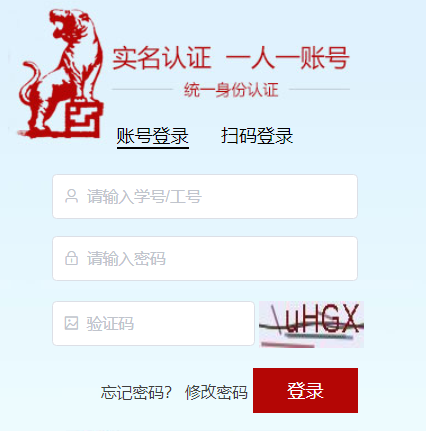 实名认证 一人一账号
统一身份认证
账号登录 扫码登录
请输入学号/工号
请输入密码
验证码 uHGX
忘记密码? 修改密码 登录